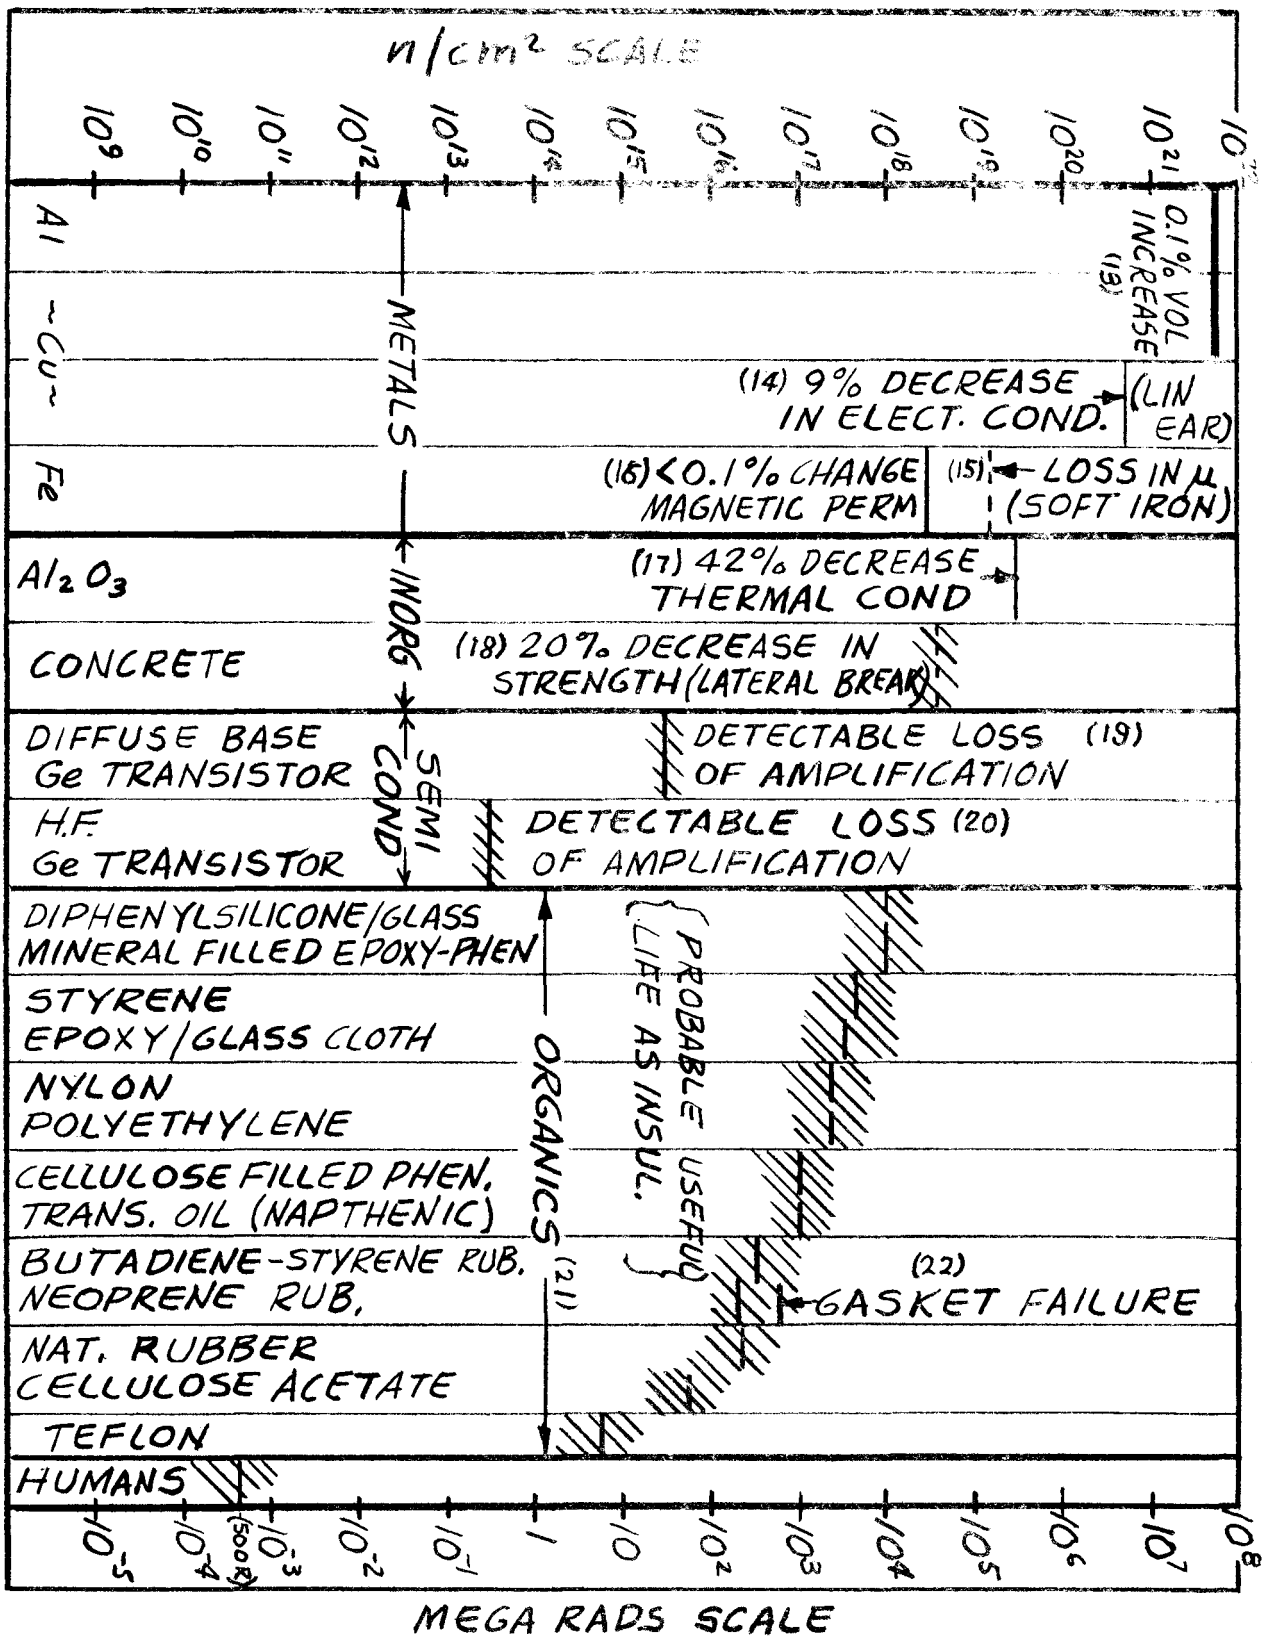 n/cm² SCALE
10⁹ 10¹⁰ 10¹¹ 10¹² 10¹³ 10¹⁴ 10¹⁵ 10¹⁶ 10¹⁷ 10¹⁸ 10¹⁹ 10²⁰ 10²¹ 10²²
Al
0.1% VOL
INCREASE
(13)
~Cu~
METALS
(14) 9% DECREASE
IN ELECT. COND.
(LIN
EAR)
Fe
(16) <0.1% CHANGE
MAGNETIC PERM
(15) LOSS IN μ
(SOFT IRON)
Al₂O₃
INORG
(17) 42% DECREASE
THERMAL COND
CONCRETE
(18) 20% DECREASE IN
STRENGTH (LATERAL BREAK)
DIFFUSE BASE
Ge TRANSISTOR
SEMI
COND
DETECTABLE LOSS (19)
OF AMPLIFICATION
H.F.
Ge TRANSISTOR
DETECTABLE LOSS (20)
OF AMPLIFICATION
DIPHENYLSILICONE/GLASS
MINERAL FILLED EPOXY-PHEN
STYRENE
EPOXY/GLASS CLOTH
ORGANICS (21)
{PROBABLE USEFUL}
{LIFE AS INSUL.}
NYLON
POLYETHYLENE
CELLULOSE FILLED PHEN.
TRANS. OIL (NAPTHENIC)
BUTADIENE-STYRENE RUB.
NEOPRENE RUB.
(22)
GASKET FAILURE
NAT. RUBBER
CELLULOSE ACETATE
TEFLON
HUMANS
10⁻⁵ 10⁻⁴ (500R) 10⁻³ 10⁻² 10⁻¹ 1 10 10² 10³ 10⁴ 10⁵ 10⁶ 10⁷ 10⁸
MEGA RADS SCALE